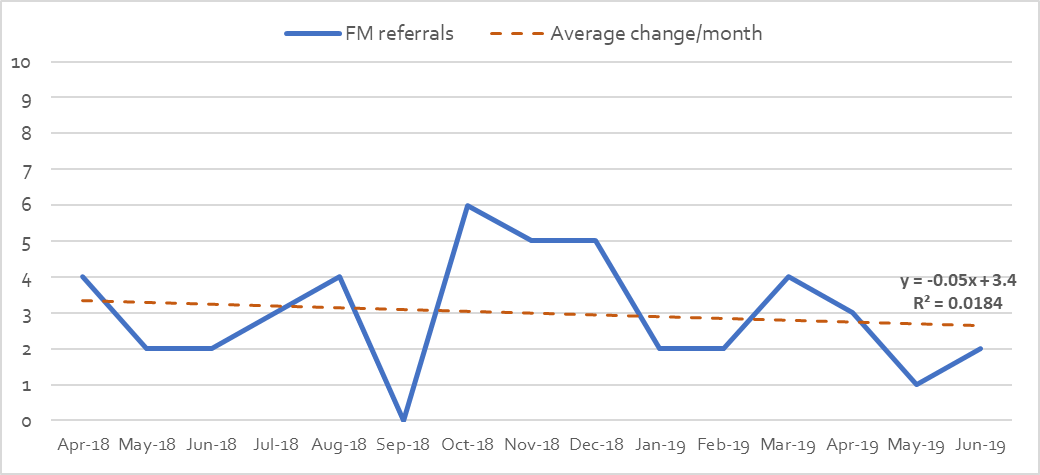 FM referrals Average change/month
10
9
8
7
6
5
4
3
2
1
0
y = -0.05x + 3.4
R² = 0.0184
Apr-18 May-18 Jun-18 Jul-18 Aug-18 Sep-18 Oct-18 Nov-18 Dec-18 Jan-19 Feb-19 Mar-19 Apr-19 May-19 Jun-19